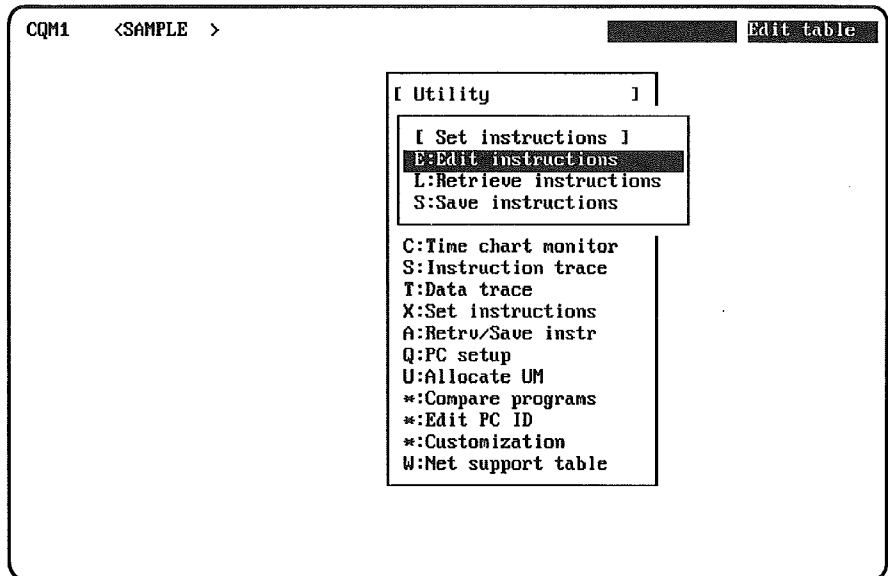 CQM1 <SAMPLE > Edit table
[ Utility ]
[ Set instructions ]
E:Edit instructions
L:Retrieve instructions
S:Save instructions
C:Time chart monitor
S:Instruction trace
T:Data trace
X:Set instructions
A:Retrv/Save instr
Q:PC setup
U:Allocate UM
*:Compare programs
*:Edit PC ID
*:Customization
W:Net support table